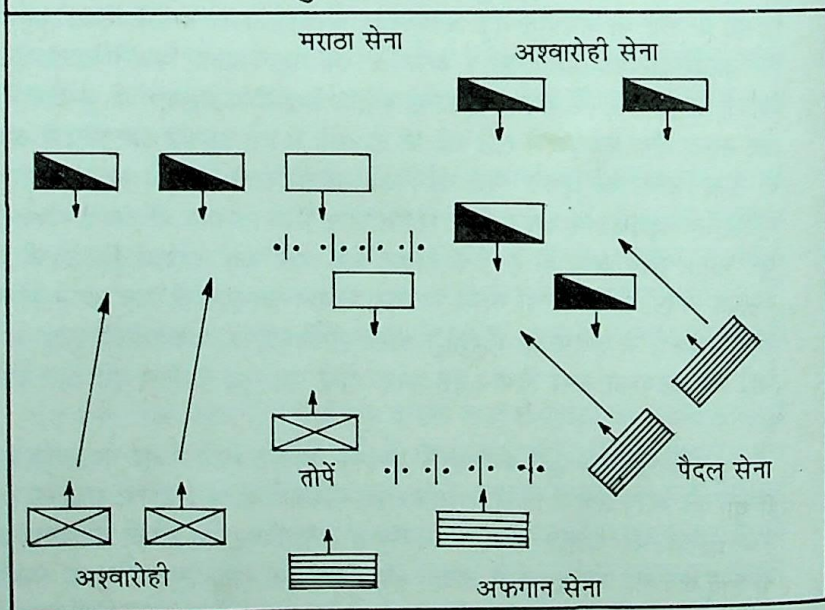 मराठा सेना
अश्वारोही सेना
तोपें
पैदल सेना
अश्वारोही
अफगान सेना